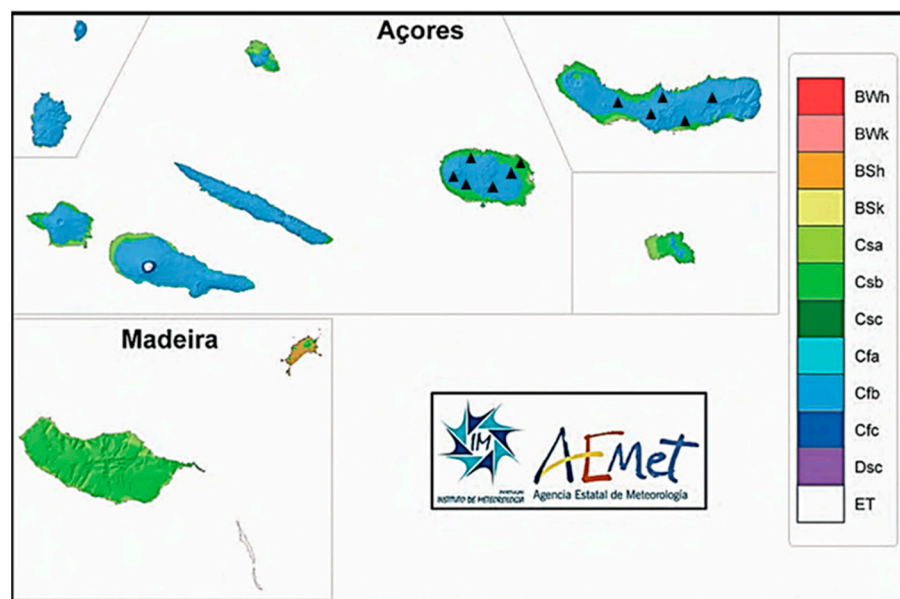 Açores
BWh
BWk
BSh
BSk
Csa
Csb
Csc
Cfa
Cfb
Cfc
Dsc
ET
Madeira
IM
PORTUGAL
INSTITUTO DE METEOROLOGIA
AEMet
Agencia Estatal de Meteorología